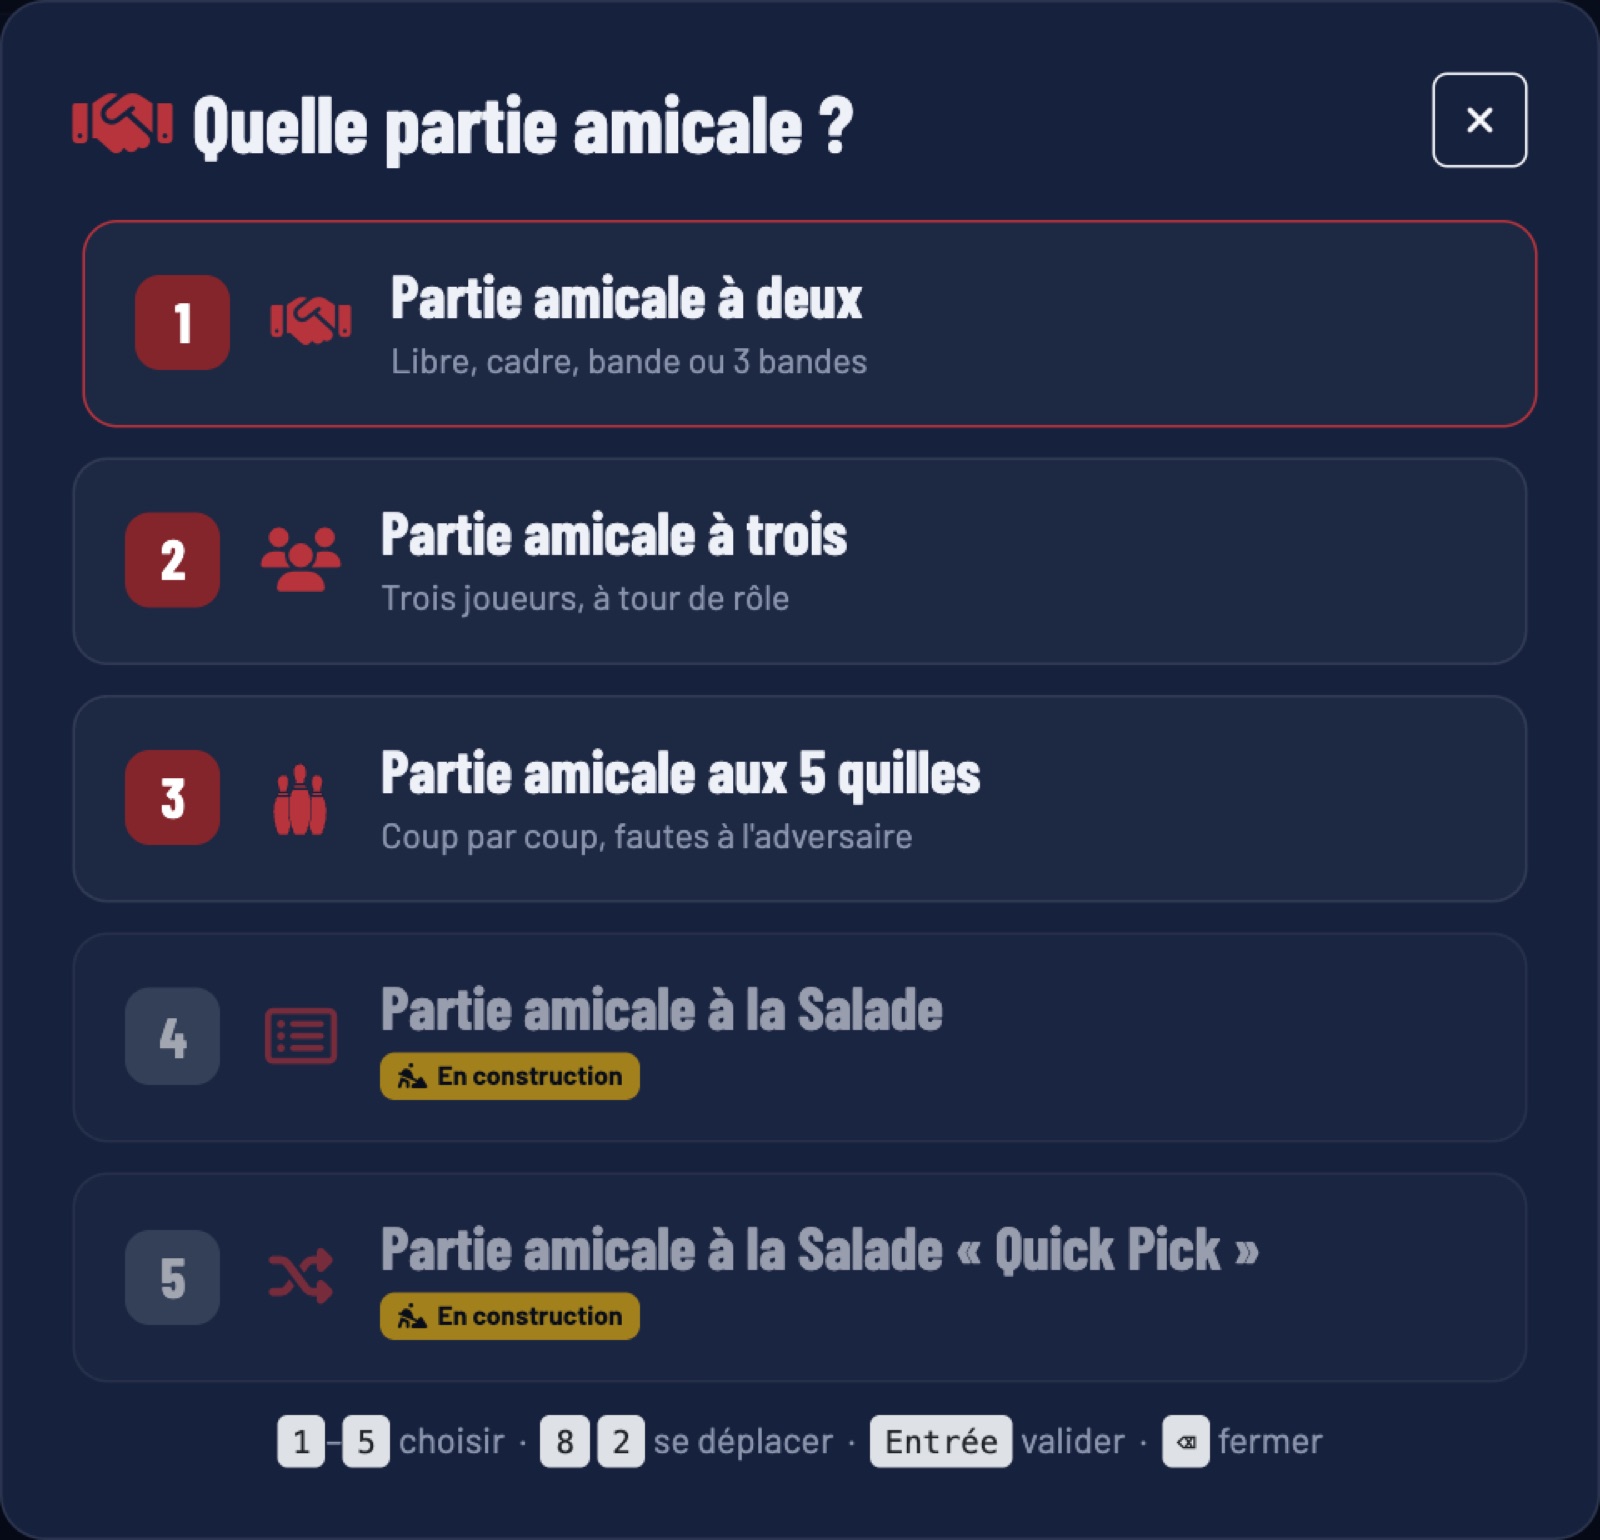 Quelle partie amicale ?
1
Partie amicale à deux
Libre, cadre, bande ou 3 bandes
2
Partie amicale à trois
Trois joueurs, à tour de rôle
3
Partie amicale aux 5 quilles
Coup par coup, fautes à l'adversaire
4
Partie amicale à la Salade
En construction
5
Partie amicale à la Salade « Quick Pick »
En construction
1–5 choisir · 8 2 se déplacer · Entrée valider · ⌫ fermer